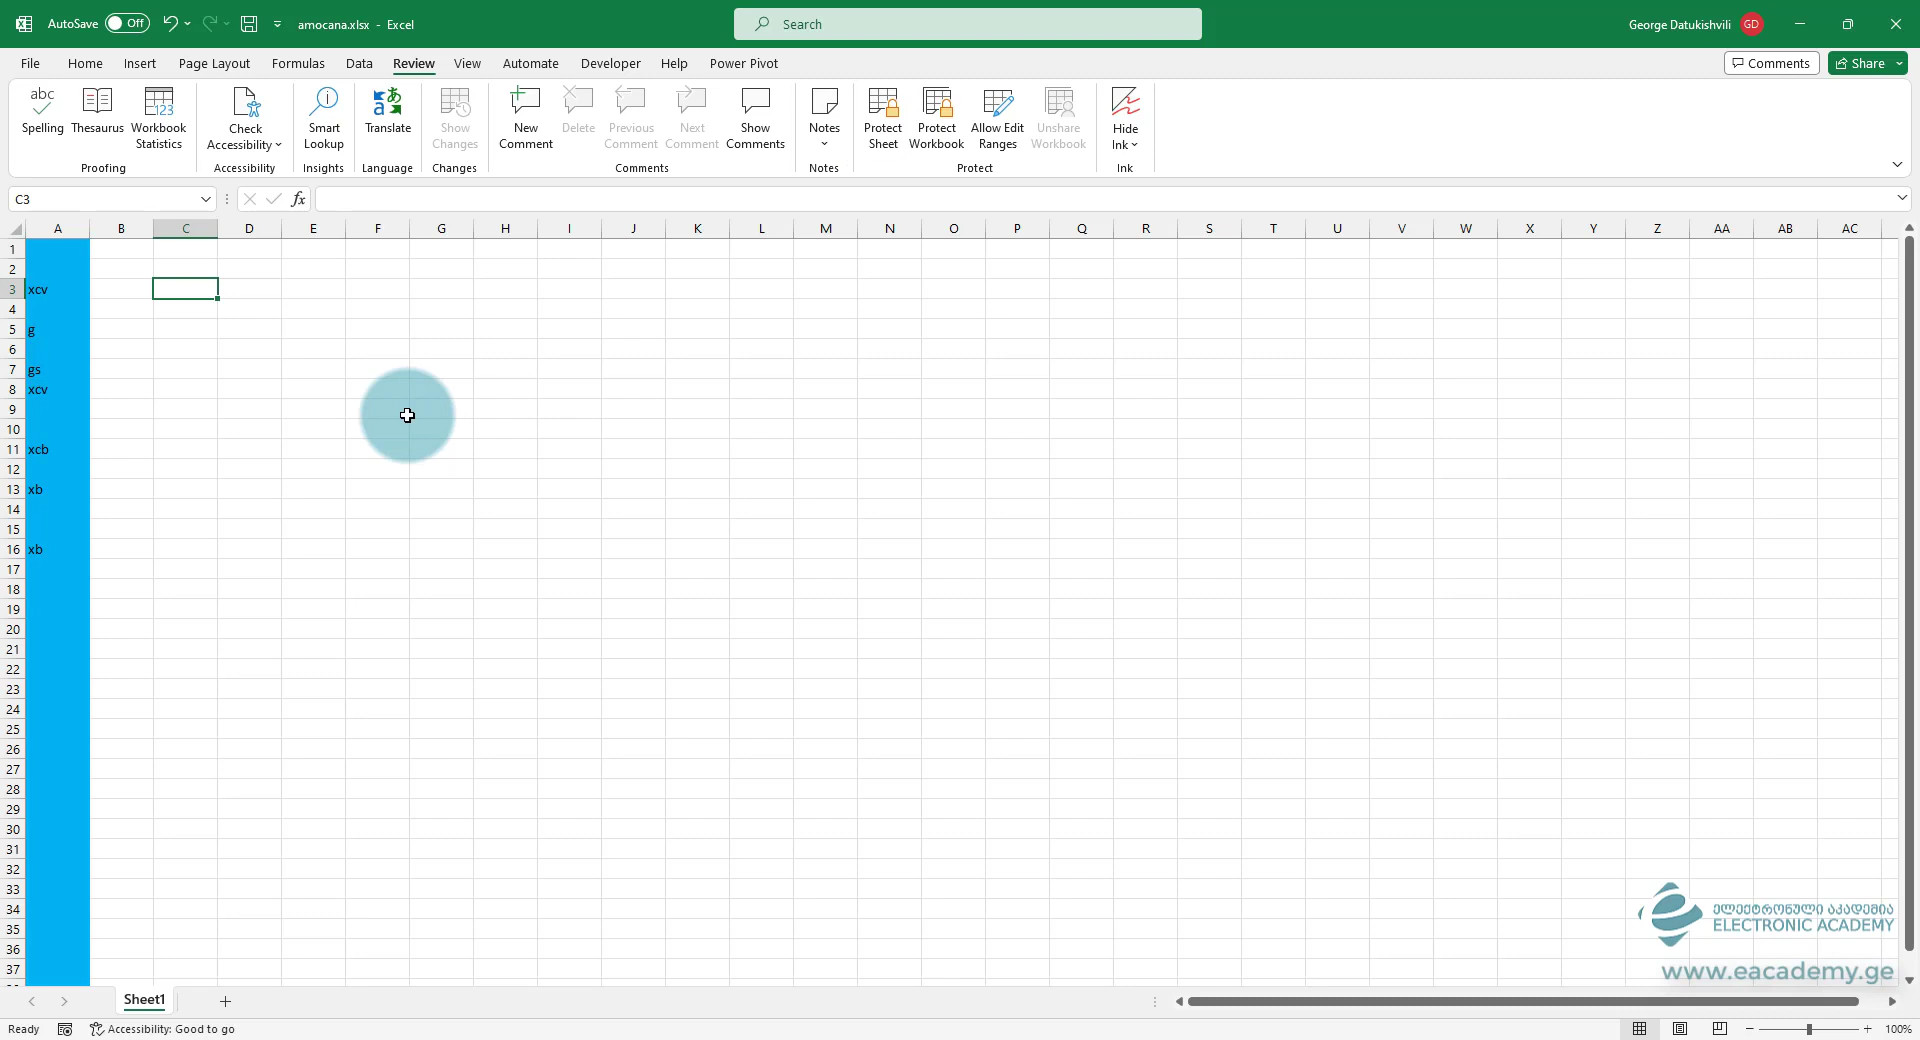 AutoSave Off amocana.xlsx - Excel Search George Datukishvili GD
File Home Insert Page Layout Formulas Data Review View Automate Developer Help Power Pivot Comments Share
abc 123
Spelling Thesaurus Workbook Statistics Check Accessibility Smart Lookup Translate Show Changes New Comment Delete Previous Comment Next Comment Show Comments Notes Protect Sheet Protect Workbook Allow Edit Ranges Unshare Workbook Hide Ink
Proofing Accessibility Insights Language Changes Comments Notes Protect Ink
C3 fx
A B C D E F G H I J K L M N O P Q R S T U V W X Y Z AA AB AC
1
2
3 xcv
4
5 g
6
7 gs
8 xcv
9
10
11 xcb
12
13 xb
14
15
16 xb
17
18
19
20
21
22
23
24
25
26
27
28
29
30
31
32
33
34
35
36
37
ელექტრონული აკადემია
ELECTRONIC ACADEMY
www.eacademy.ge
Sheet1
Ready Accessibility: Good to go 100%